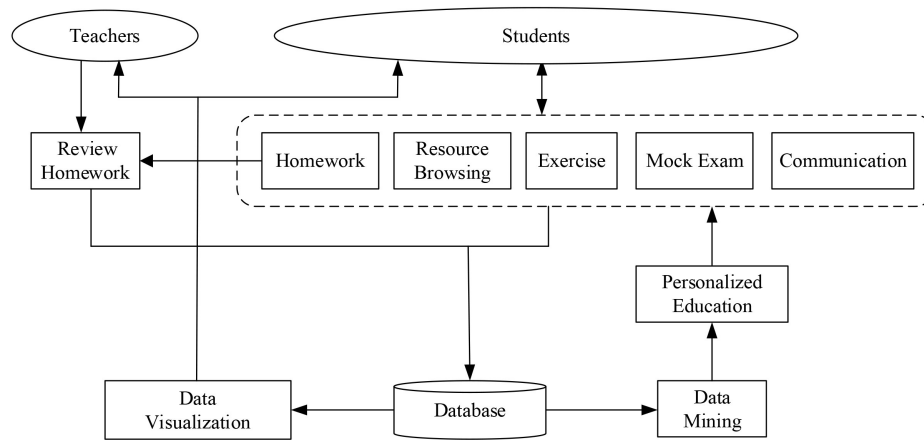 Teachers
Students
Review
Homework
Homework
Resource
Browsing
Exercise
Mock Exam
Communication
Personalized
Education
Data
Visualization
Database
Data
Mining